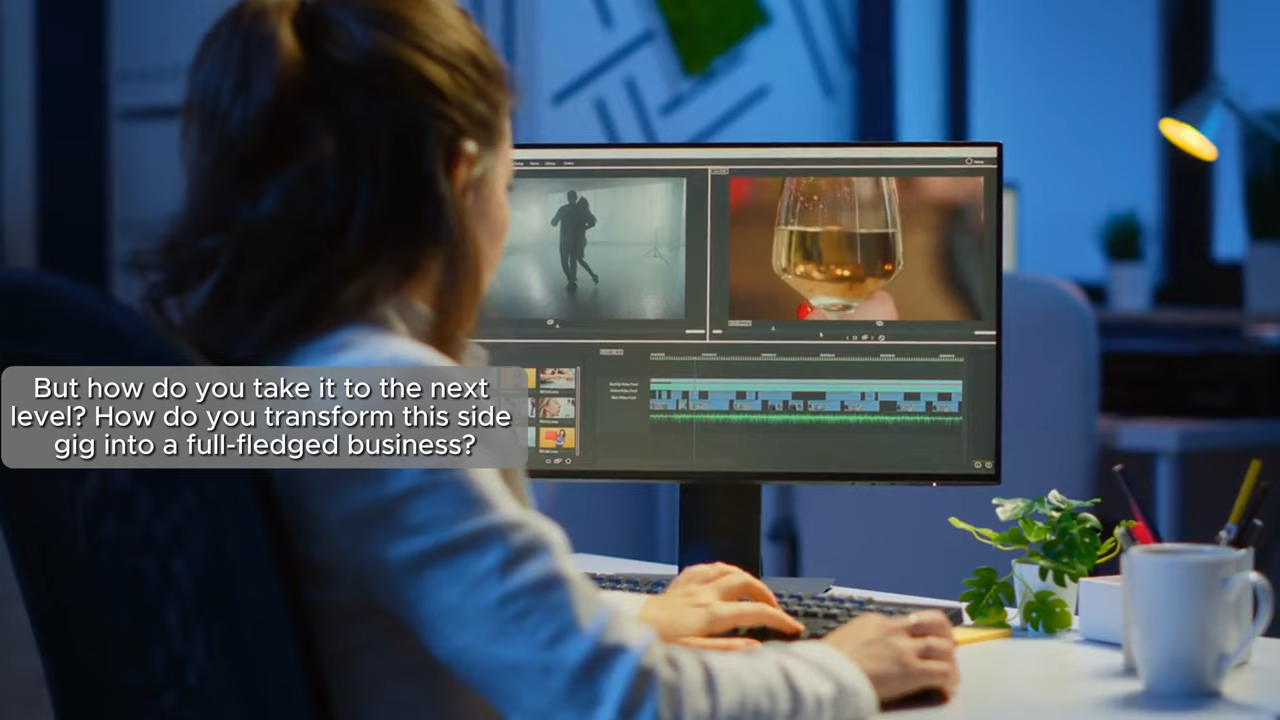 But how do you take it to the next
level? How do you transform this side
gig into a full-fledged business?